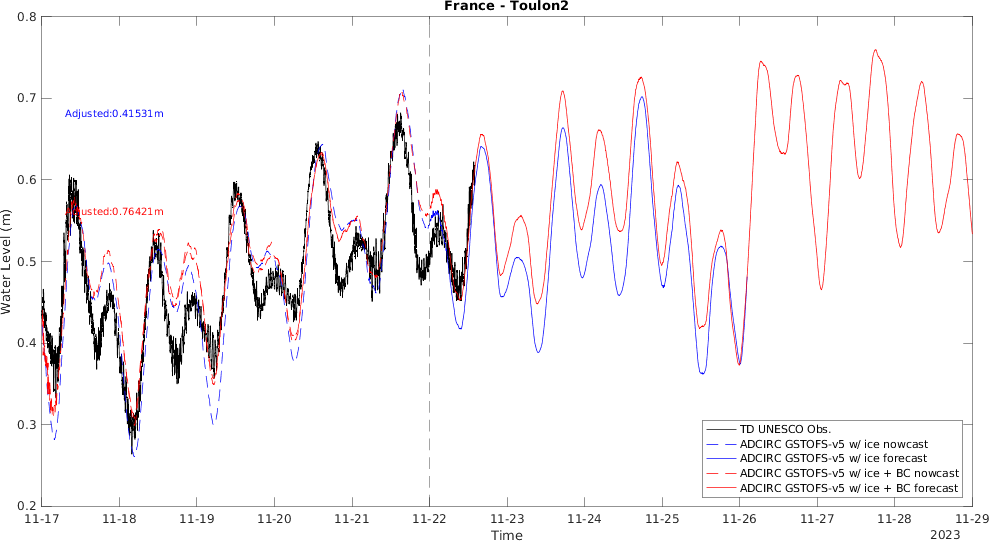 France - Toulon2
0.8
0.7
0.6
0.5
0.4
0.3
0.2
Water Level (m)
Adjusted:0.41531m
Adjusted:0.76421m
TD UNESCO Obs.
ADCIRC GSTOFS-v5 w/ ice nowcast
ADCIRC GSTOFS-v5 w/ ice forecast
ADCIRC GSTOFS-v5 w/ ice + BC nowcast
ADCIRC GSTOFS-v5 w/ ice + BC forecast
11-17 11-18 11-19 11-20 11-21 11-22 11-23 11-24 11-25 11-26 11-27 11-28 11-29
Time
2023